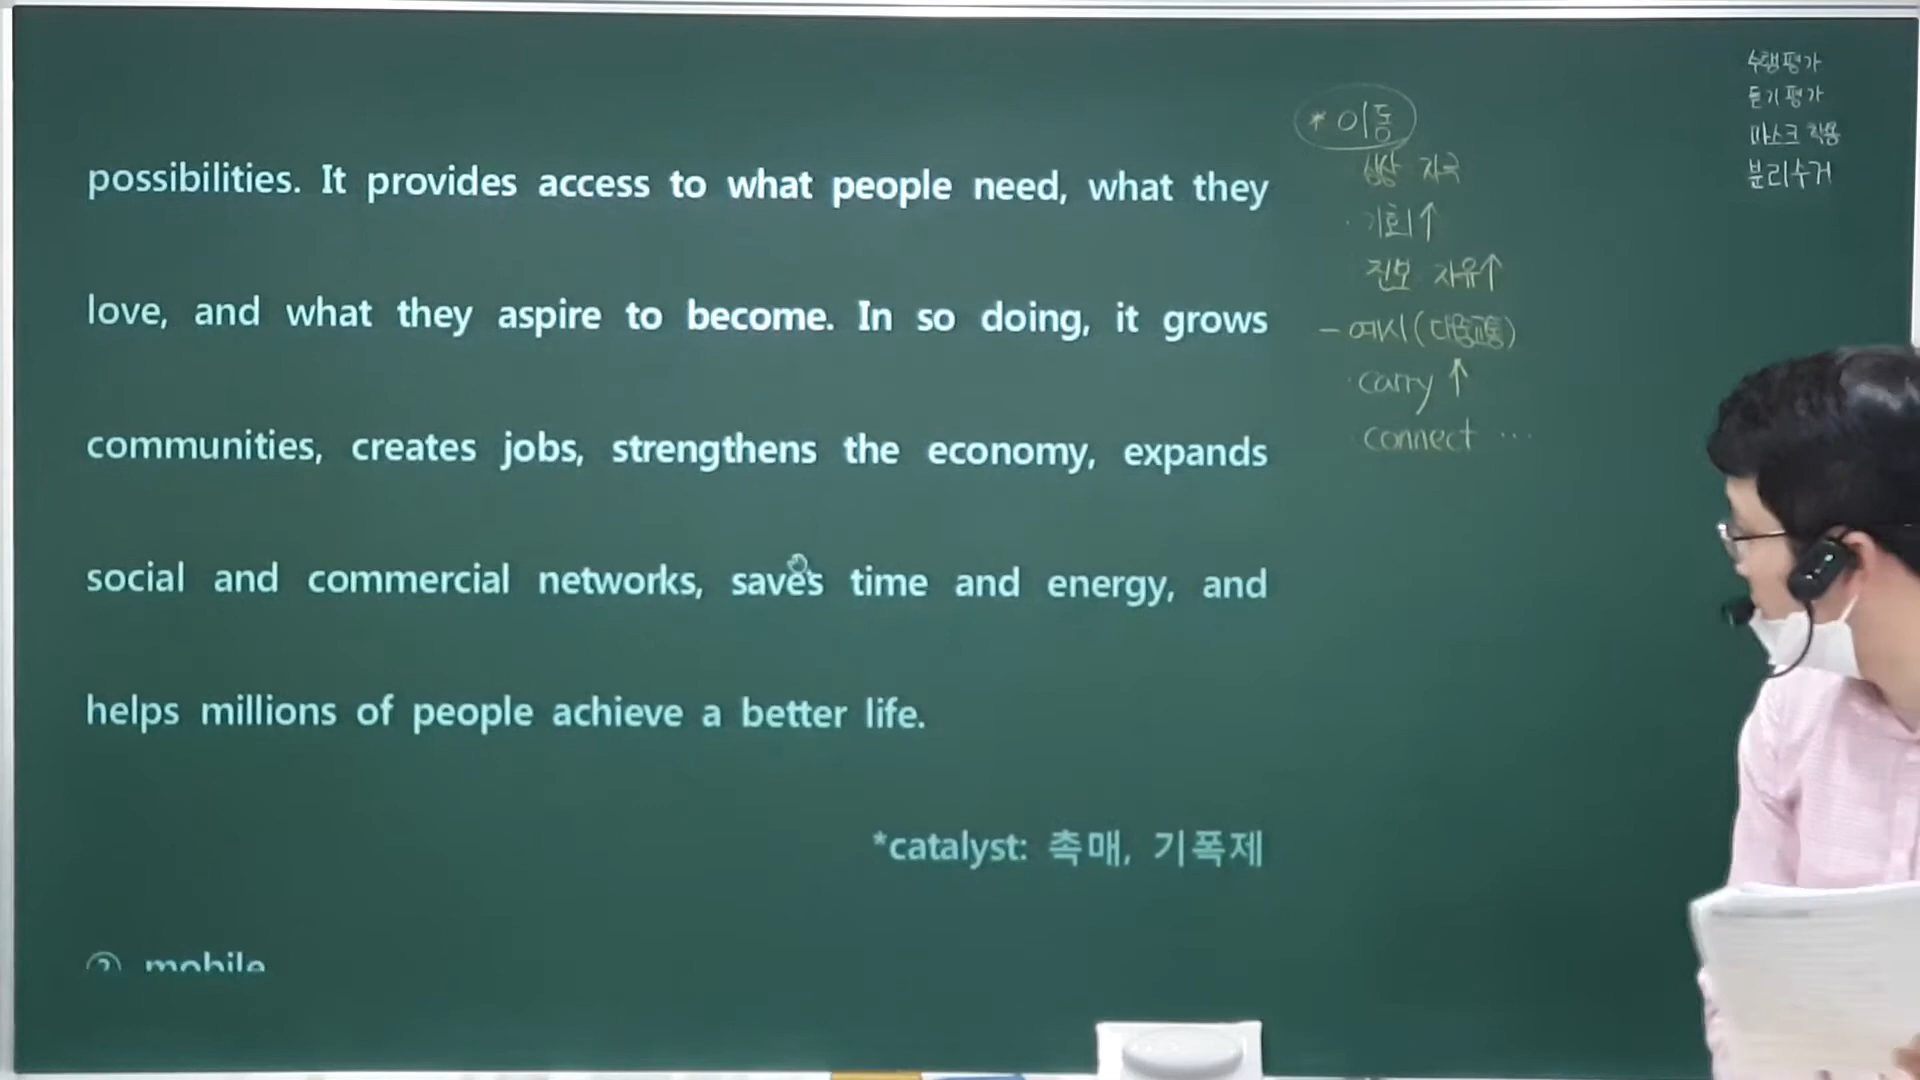 possibilities. It provides access to what people need, what they
love, and what they aspire to become. In so doing, it grows
communities, creates jobs, strengthens the economy, expands
social and commercial networks, saves time and energy, and
helps millions of people achieve a better life.
*catalyst: 촉매, 기폭제
② mobile
* 이동
상상 자극
· 기회↑
진보 자유↑
- 예시(대중교통)
· carry ↑
connect ...
수행평가
듣기평가
마스크 착용
분리수거